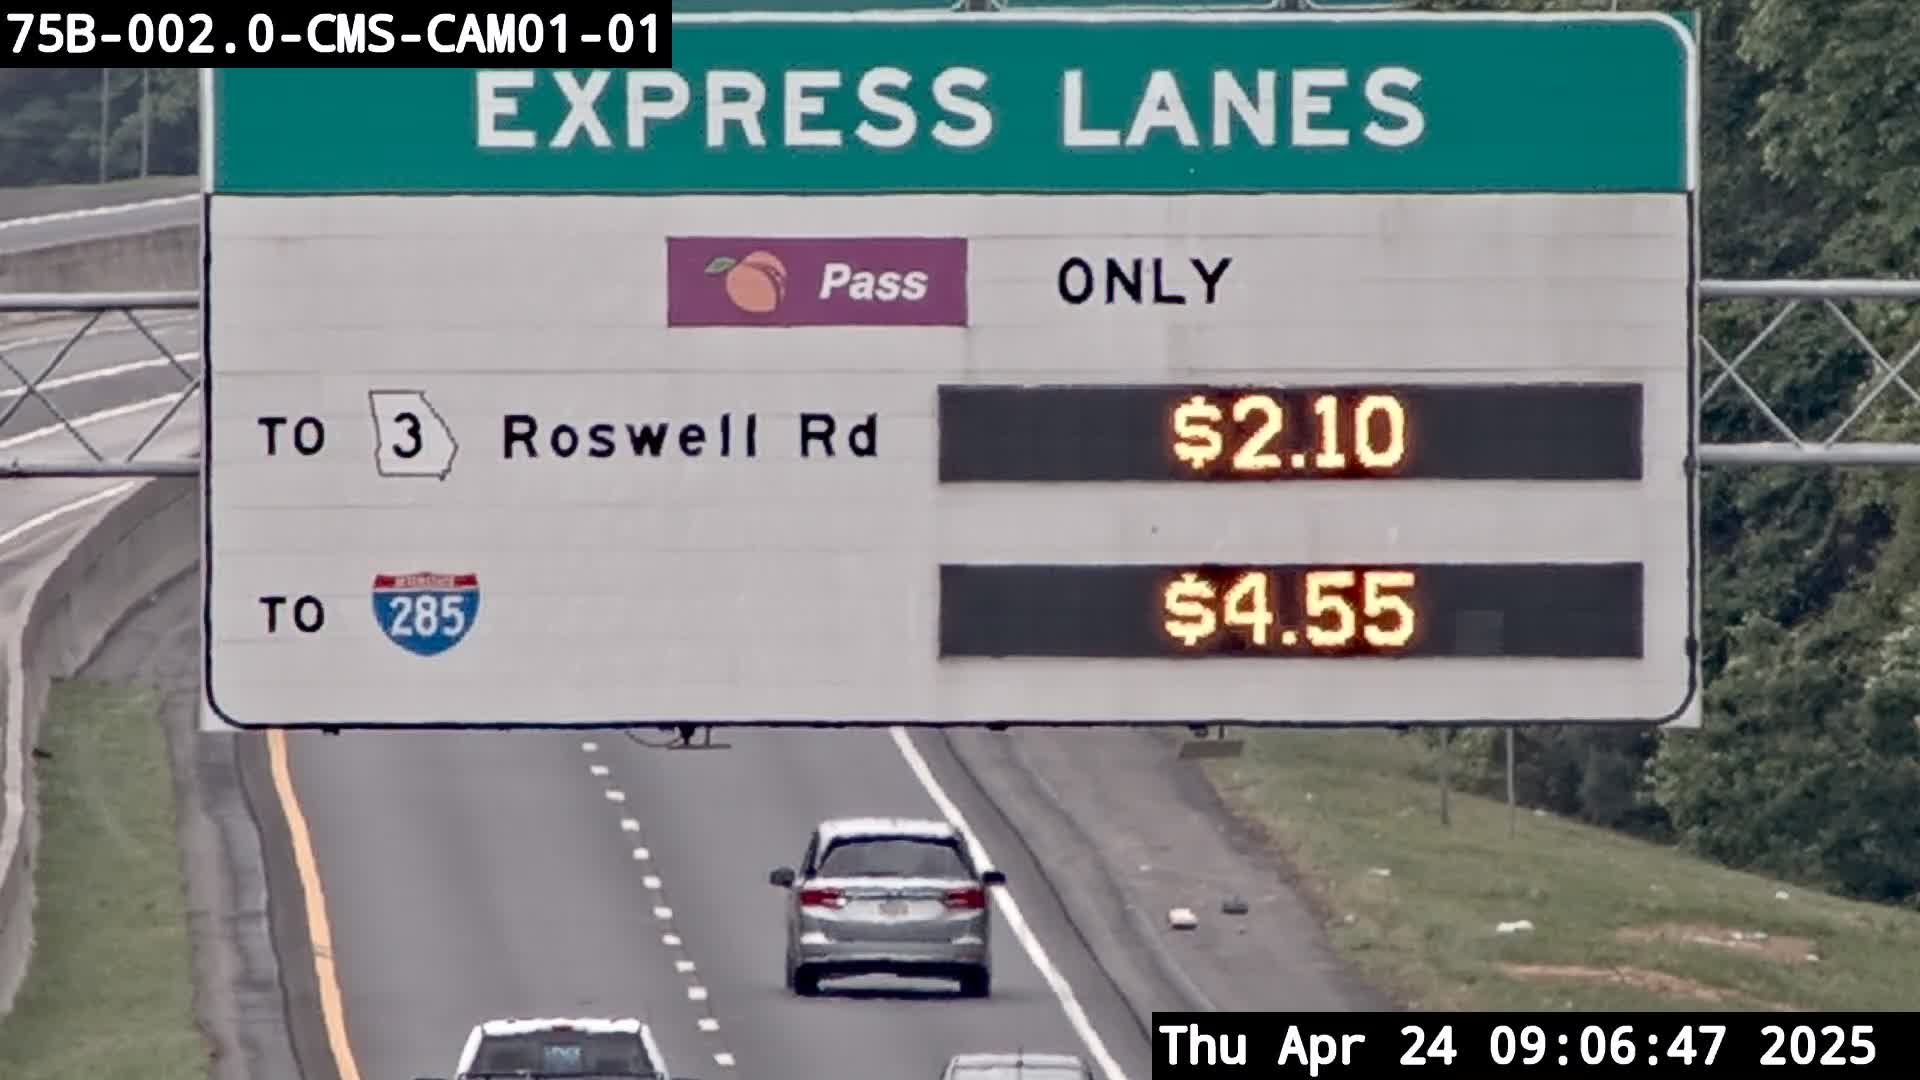 75B-002.0-CMS-CAM01-01
EXPRESS LANES
Pass ONLY
TO 3 Roswell Rd $2.10
TO INTERSTATE 285 $4.55
Thu Apr 24 09:06:47 2025